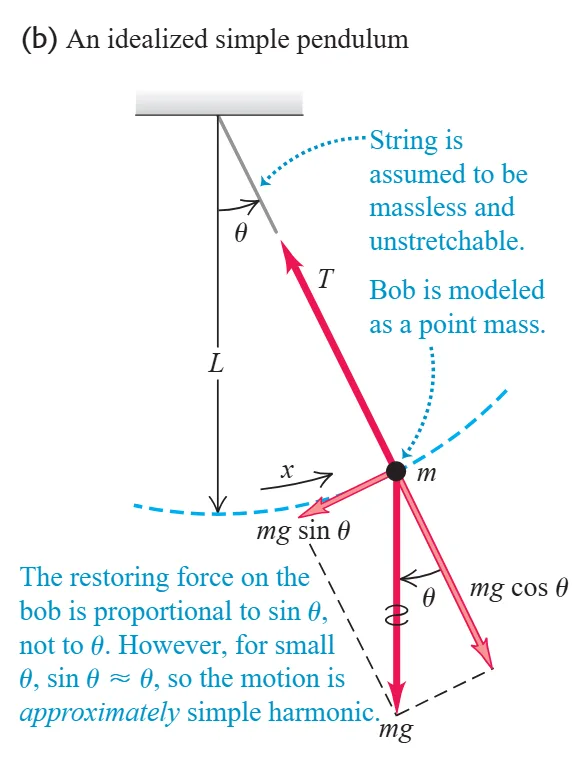 (b) An idealized simple pendulum
String is
assumed to be
massless and
unstretchable.
θ
T
Bob is modeled
as a point mass.
L
x
m
mg sin θ
The restoring force on the
bob is proportional to sin θ,
not to θ. However, for small
θ, sin θ ≈ θ, so the motion is
approximately simple harmonic.
θ
mg cos θ
mg